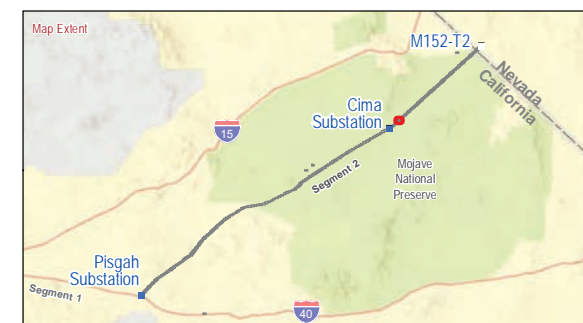 Map Extent
M152-T2
Nevada
California
Cima
Substation
15
Mojave
National
Preserve
Segment 2
Pisgah
Substation
Segment 1
40